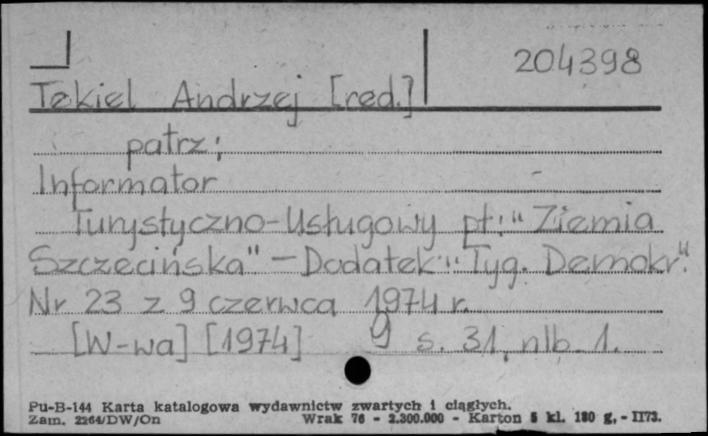 204398
Tekiel Andrzej [red.]
patrz:
Informator
Turystyczno-Usługowy pt: "Ziemia
Szczecińska" - Dodatek "Tyg. Demokr."
Nr 23 z 9 czerwca 1974 r.
[W-wa] [1974] 9 s. 31, nlb. 1.
Pu-B-144 Karta katalogowa wydawnictw zwartych i ciągłych.
Zam. 2264/DW/On Wrak 76 - 2.300.000 - Karton 5 kl. 180 g. - II73.